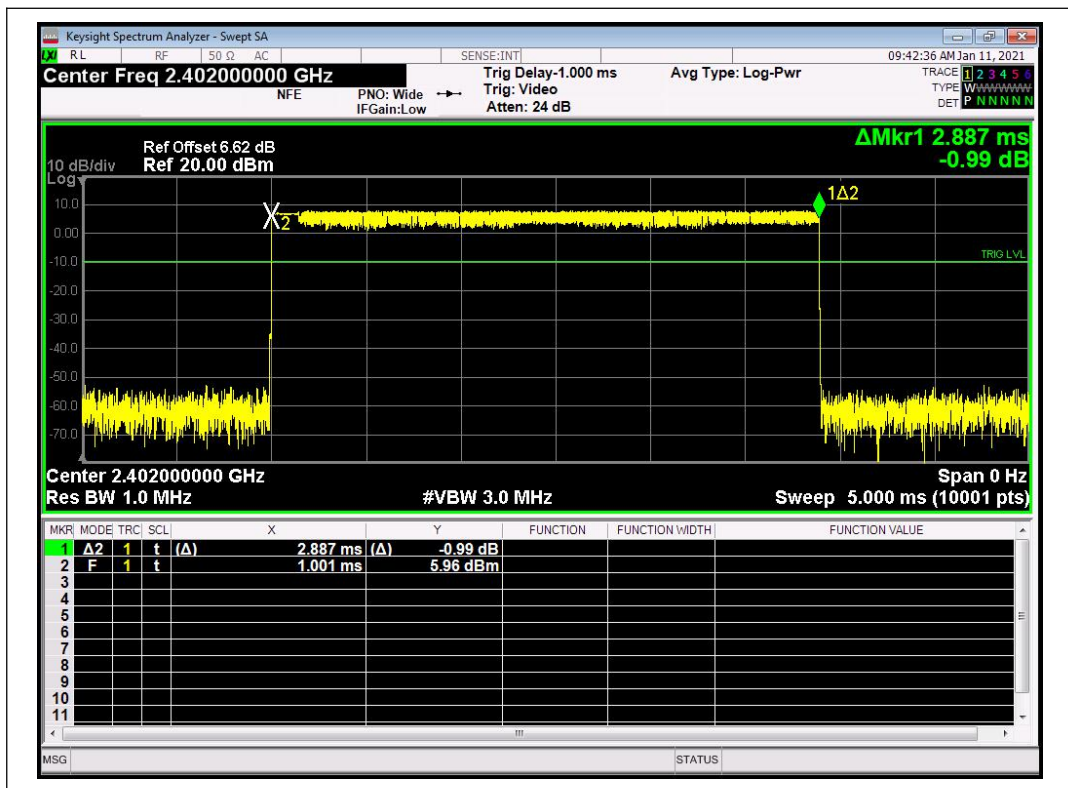 Keysight Spectrum Analyzer - Swept SA
LXI RL RF 50 Ω AC SENSE:INT 09:42:36 AM Jan 11, 2021
Center Freq 2.402000000 GHz Trig Delay-1.000 ms Avg Type: Log-Pwr TRACE 1 2 3 4 5 6
NFE PNO: Wide Trig: Video TYPE WWWWWW
IFGain:Low Atten: 24 dB DET P N N N N N
ΔMkr1 2.887 ms
Ref Offset 6.62 dB
10 dB/div Ref 20.00 dBm -0.99 dB
Log
10.0
1Δ2
2
0.00
-10.0
TRIG LVL
-20.0
-30.0
-40.0
-50.0
-60.0
-70.0
Center 2.402000000 GHz Span 0 Hz
Res BW 1.0 MHz #VBW 3.0 MHz Sweep 5.000 ms (10001 pts)
MKR MODE TRC SCL X Y FUNCTION FUNCTION WIDTH FUNCTION VALUE
1 Δ2 1 t (Δ) 2.887 ms (Δ) -0.99 dB
2 F 1 t 1.001 ms 5.96 dBm
3
4
5
6
7
8
9
10
11
MSG STATUS